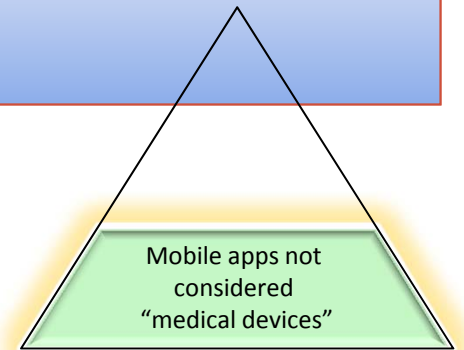 Mobile apps not
considered
“medical devices”